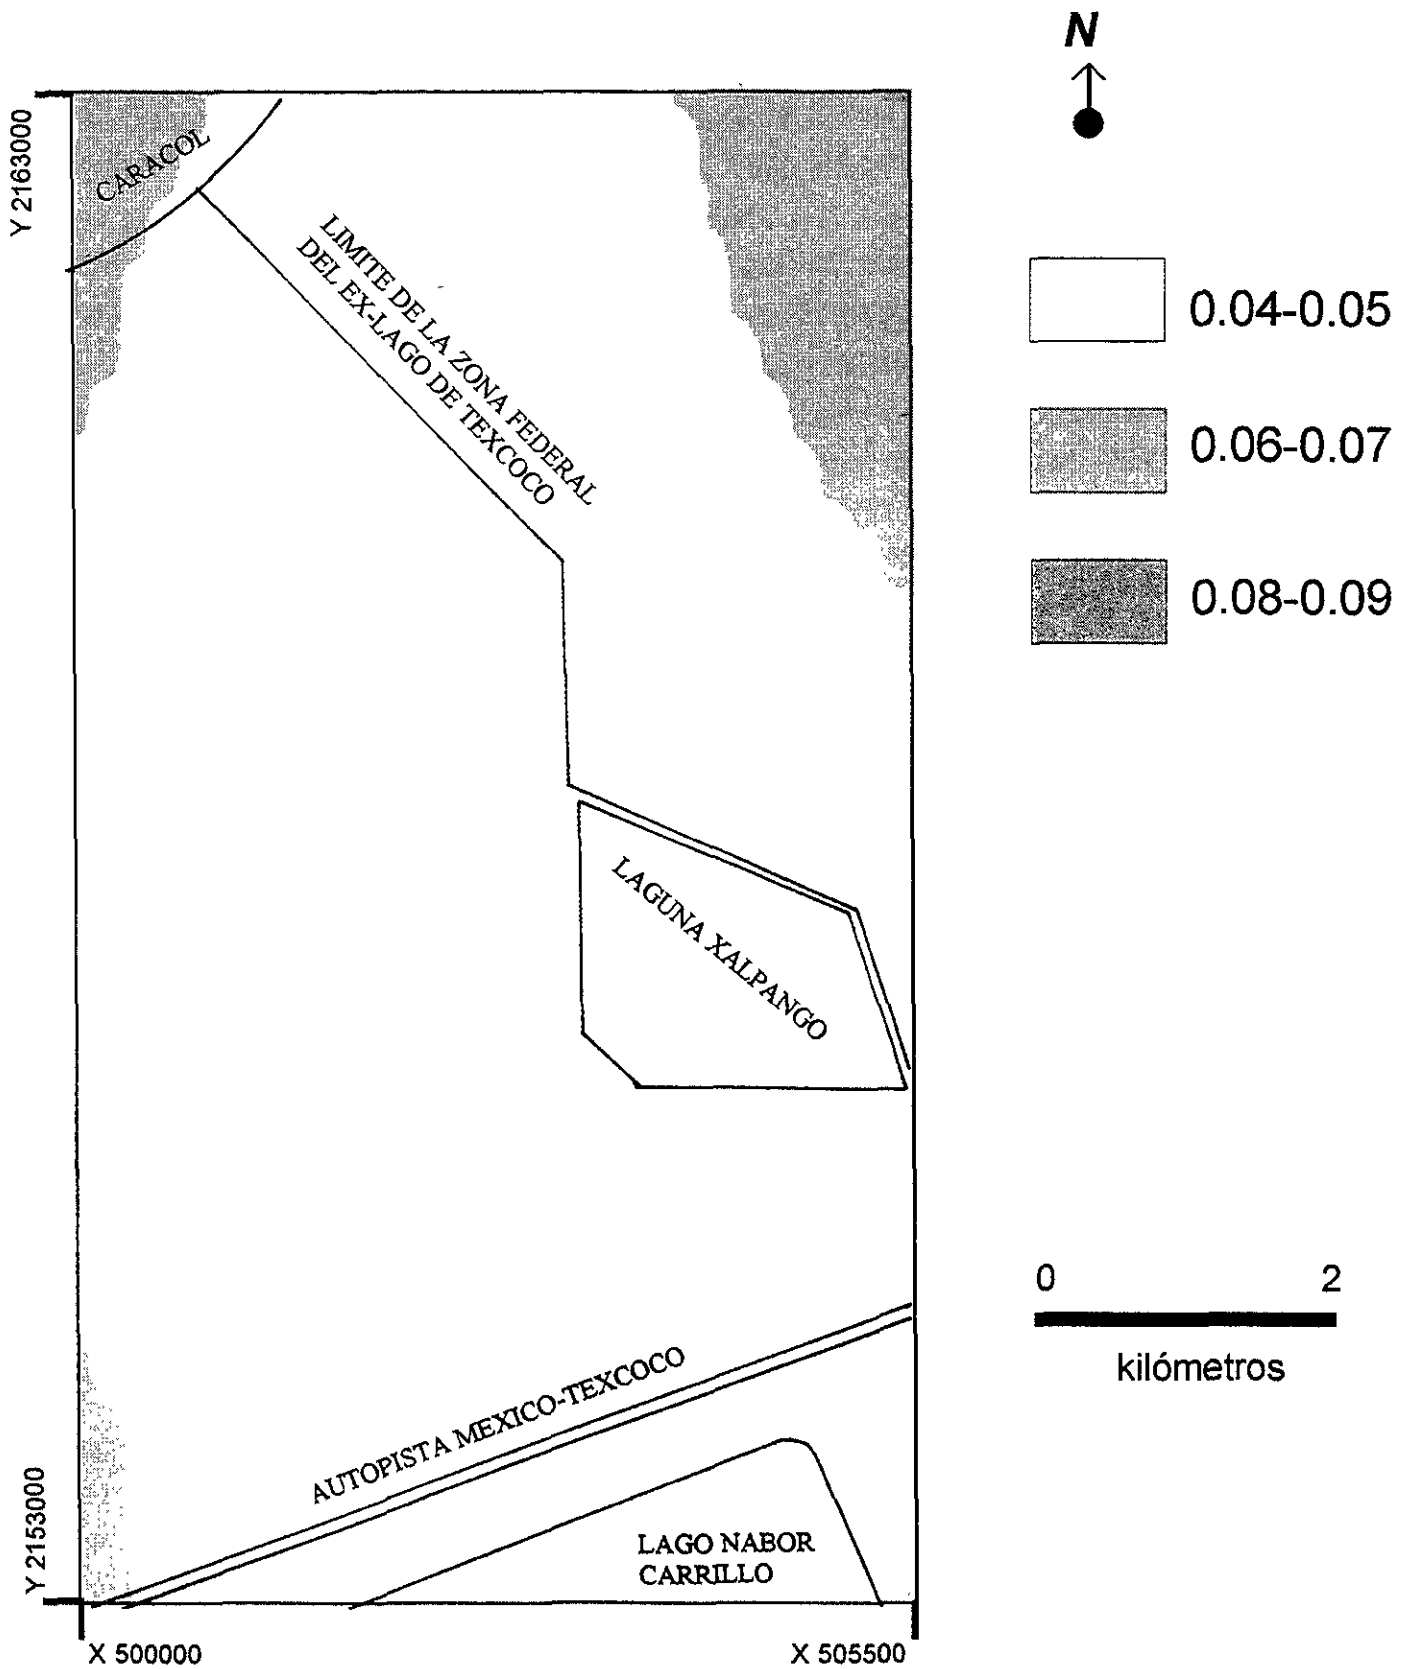 N
Y 2163000
CARACOL
LIMITE DE LA ZONA FEDERAL
DEL EX-LAGO DE TEXCOCO
0.04-0.05
0.06-0.07
0.08-0.09
LAGUNA XALPANGO
0 2
kilómetros
AUTOPISTA MEXICO-TEXCOCO
LAGO NABOR
CARRILLO
Y 2153000
X 500000
X 505500